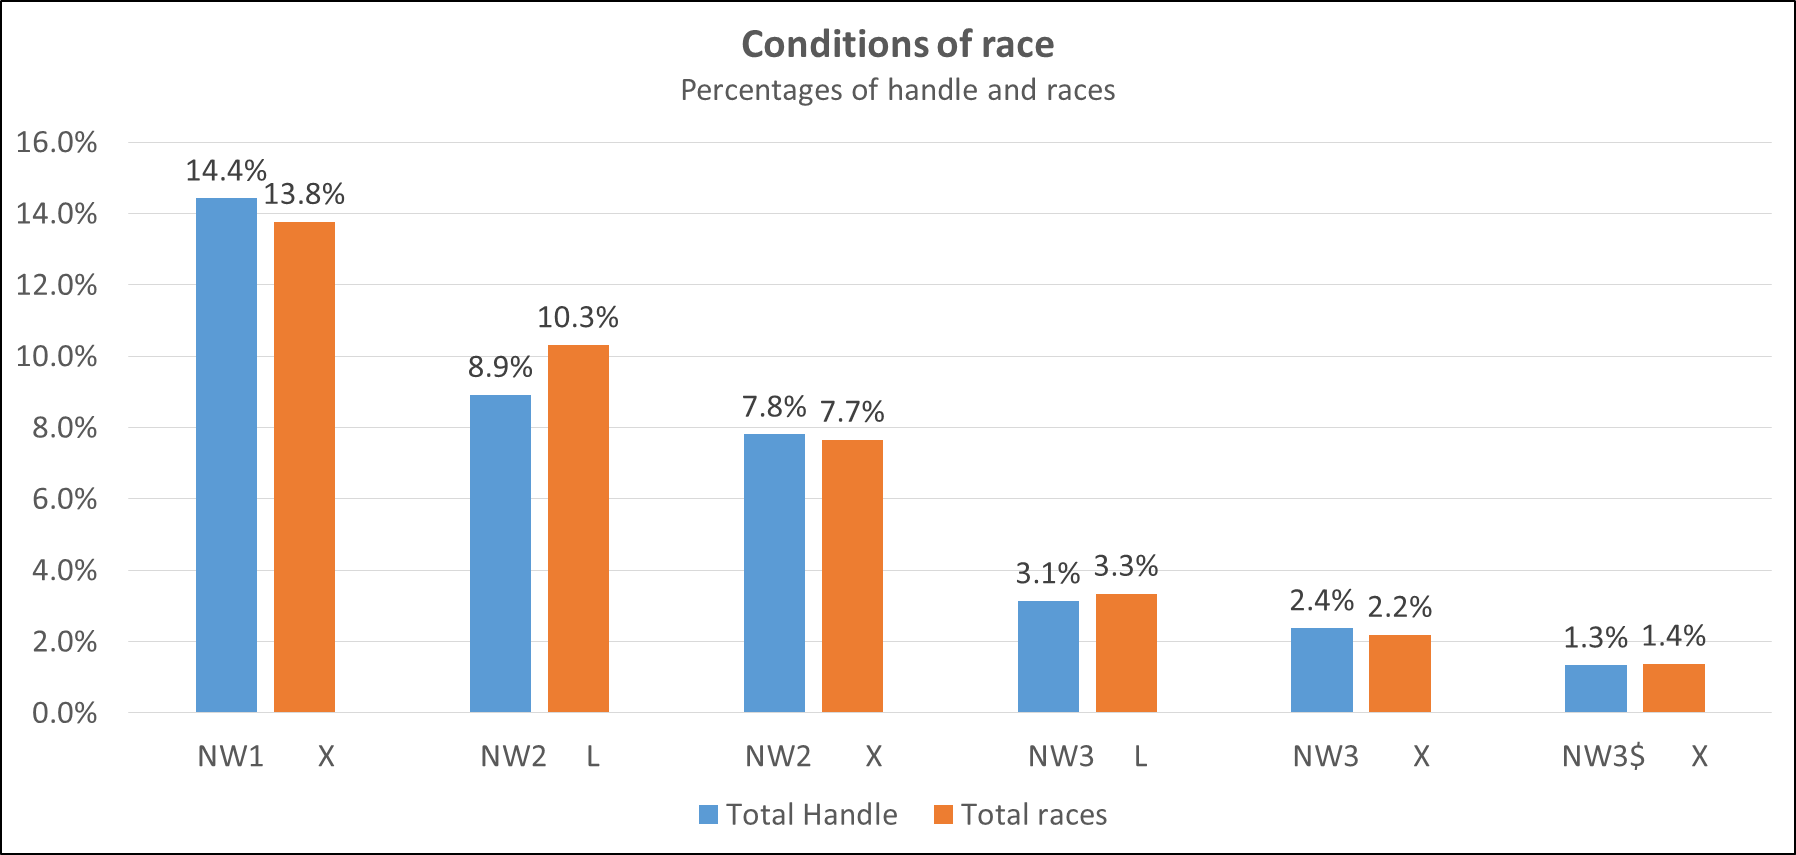 Conditions of race
Percentages of handle and races
16.0%
14.0%
12.0%
10.0%
8.0%
6.0%
4.0%
2.0%
0.0%
14.4%
13.8%
8.9%
10.3%
7.8%
7.7%
3.1%
3.3%
2.4%
2.2%
1.3%
1.4%
NW1 X
NW2 L
NW2 X
NW3 L
NW3 X
NW3$ X
Total Handle
Total races